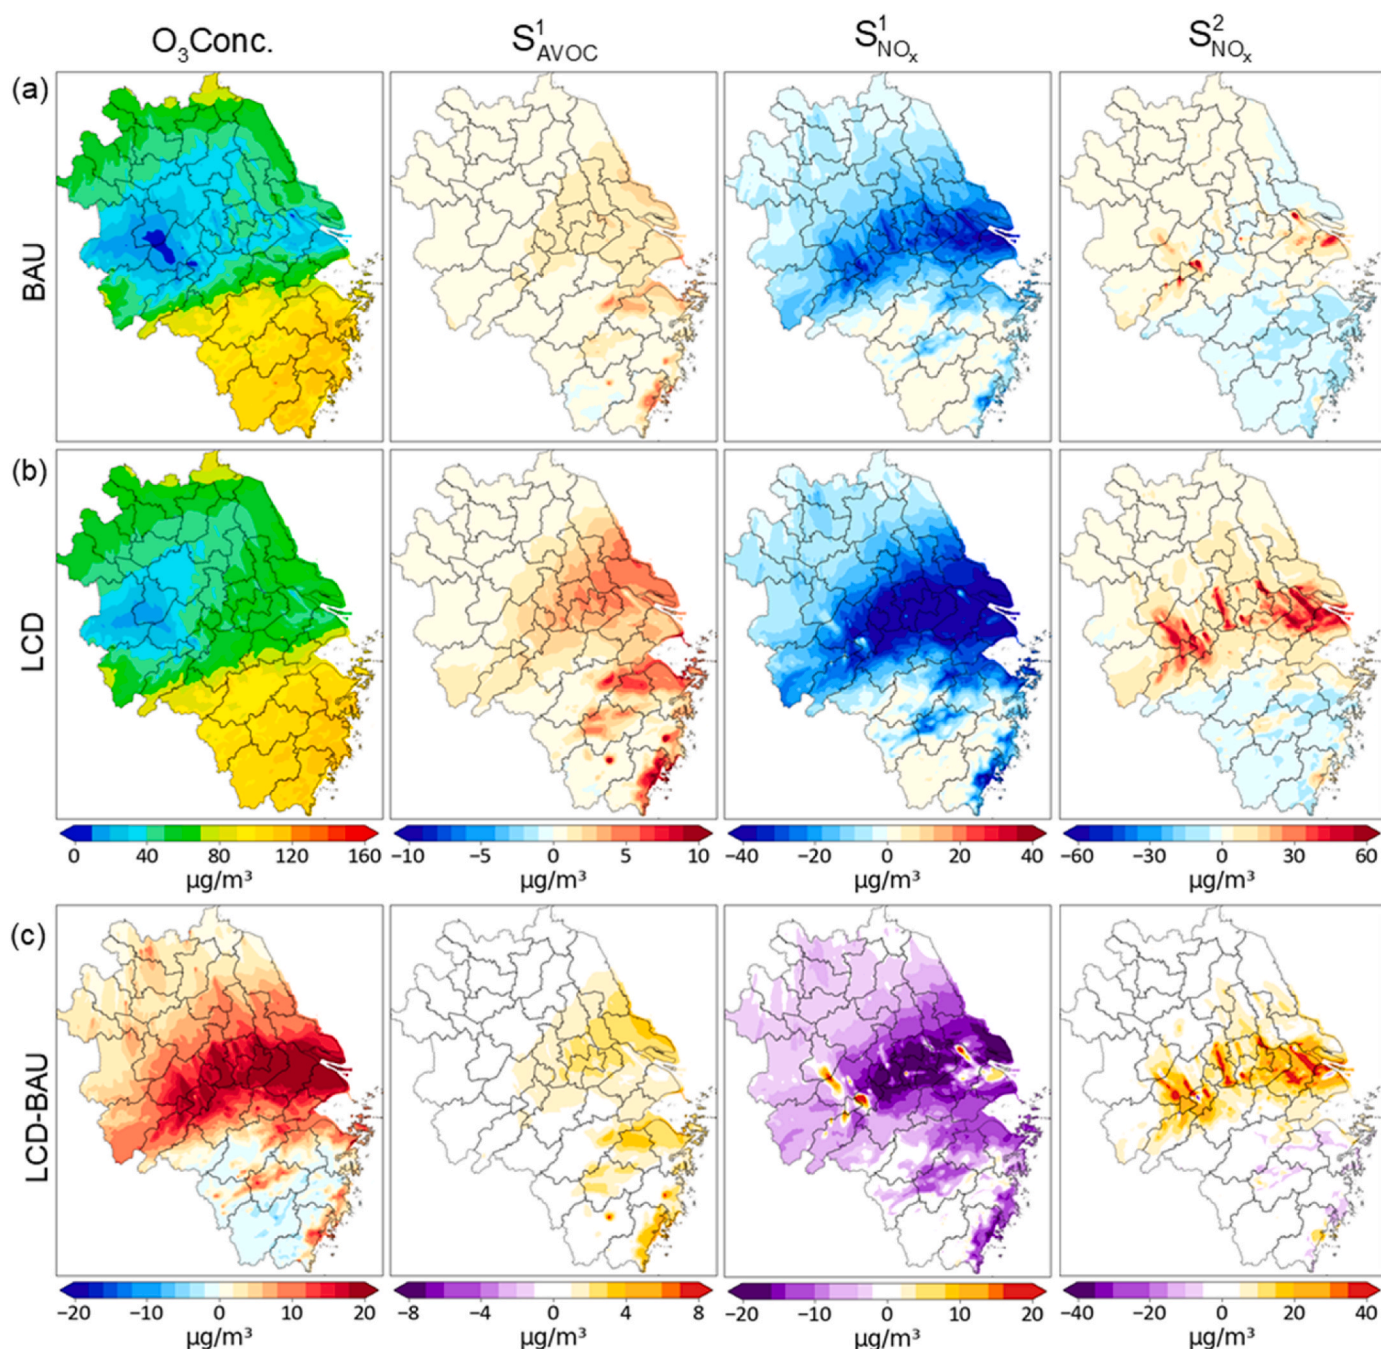 O₃Conc. S¹AVOC S¹NOₓ S²NOₓ
(a)
BAU
(b)
LCD
0 40 80 120 160 −10 −5 0 5 10 −40 −20 0 20 40 −60 −30 0 30 60
µg/m³ µg/m³ µg/m³ µg/m³
(c)
LCD-BAU
−20 −10 0 10 20 −8 −4 0 4 8 −20 −10 0 10 20 −40 −20 0 20 40
µg/m³ µg/m³ µg/m³ µg/m³